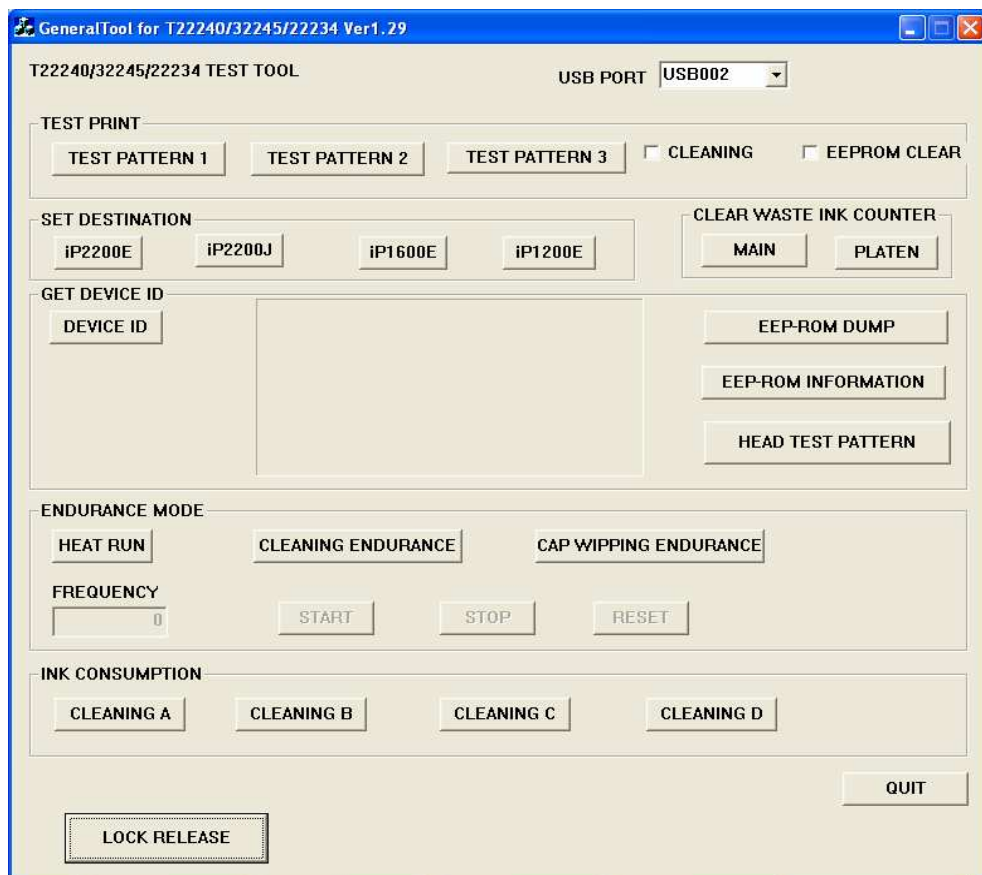 GeneralTool for T22240/32245/22234 Ver1.29
T22240/32245/22234 TEST TOOL
USB PORT USB002
TEST PRINT
TEST PATTERN 1 TEST PATTERN 2 TEST PATTERN 3 CLEANING EEPROM CLEAR
SET DESTINATION
iP2200E iP2200J iP1600E iP1200E
CLEAR WASTE INK COUNTER
MAIN PLATEN
GET DEVICE ID
DEVICE ID
EEP-ROM DUMP
EEP-ROM INFORMATION
HEAD TEST PATTERN
ENDURANCE MODE
HEAT RUN CLEANING ENDURANCE CAP WIPPING ENDURANCE
FREQUENCY
0 START STOP RESET
INK CONSUMPTION
CLEANING A CLEANING B CLEANING C CLEANING D
QUIT
LOCK RELEASE